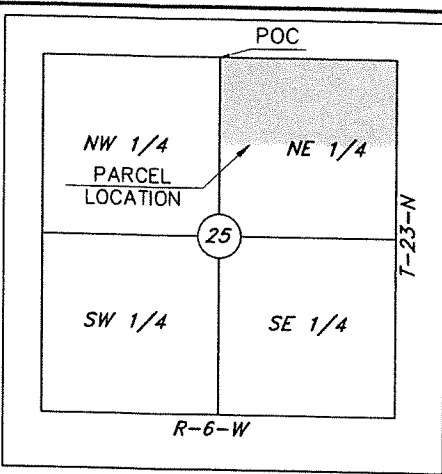 POC
NW 1/4
NE 1/4
PARCEL
LOCATION
25
T-23-N
SW 1/4
SE 1/4
R-6-W